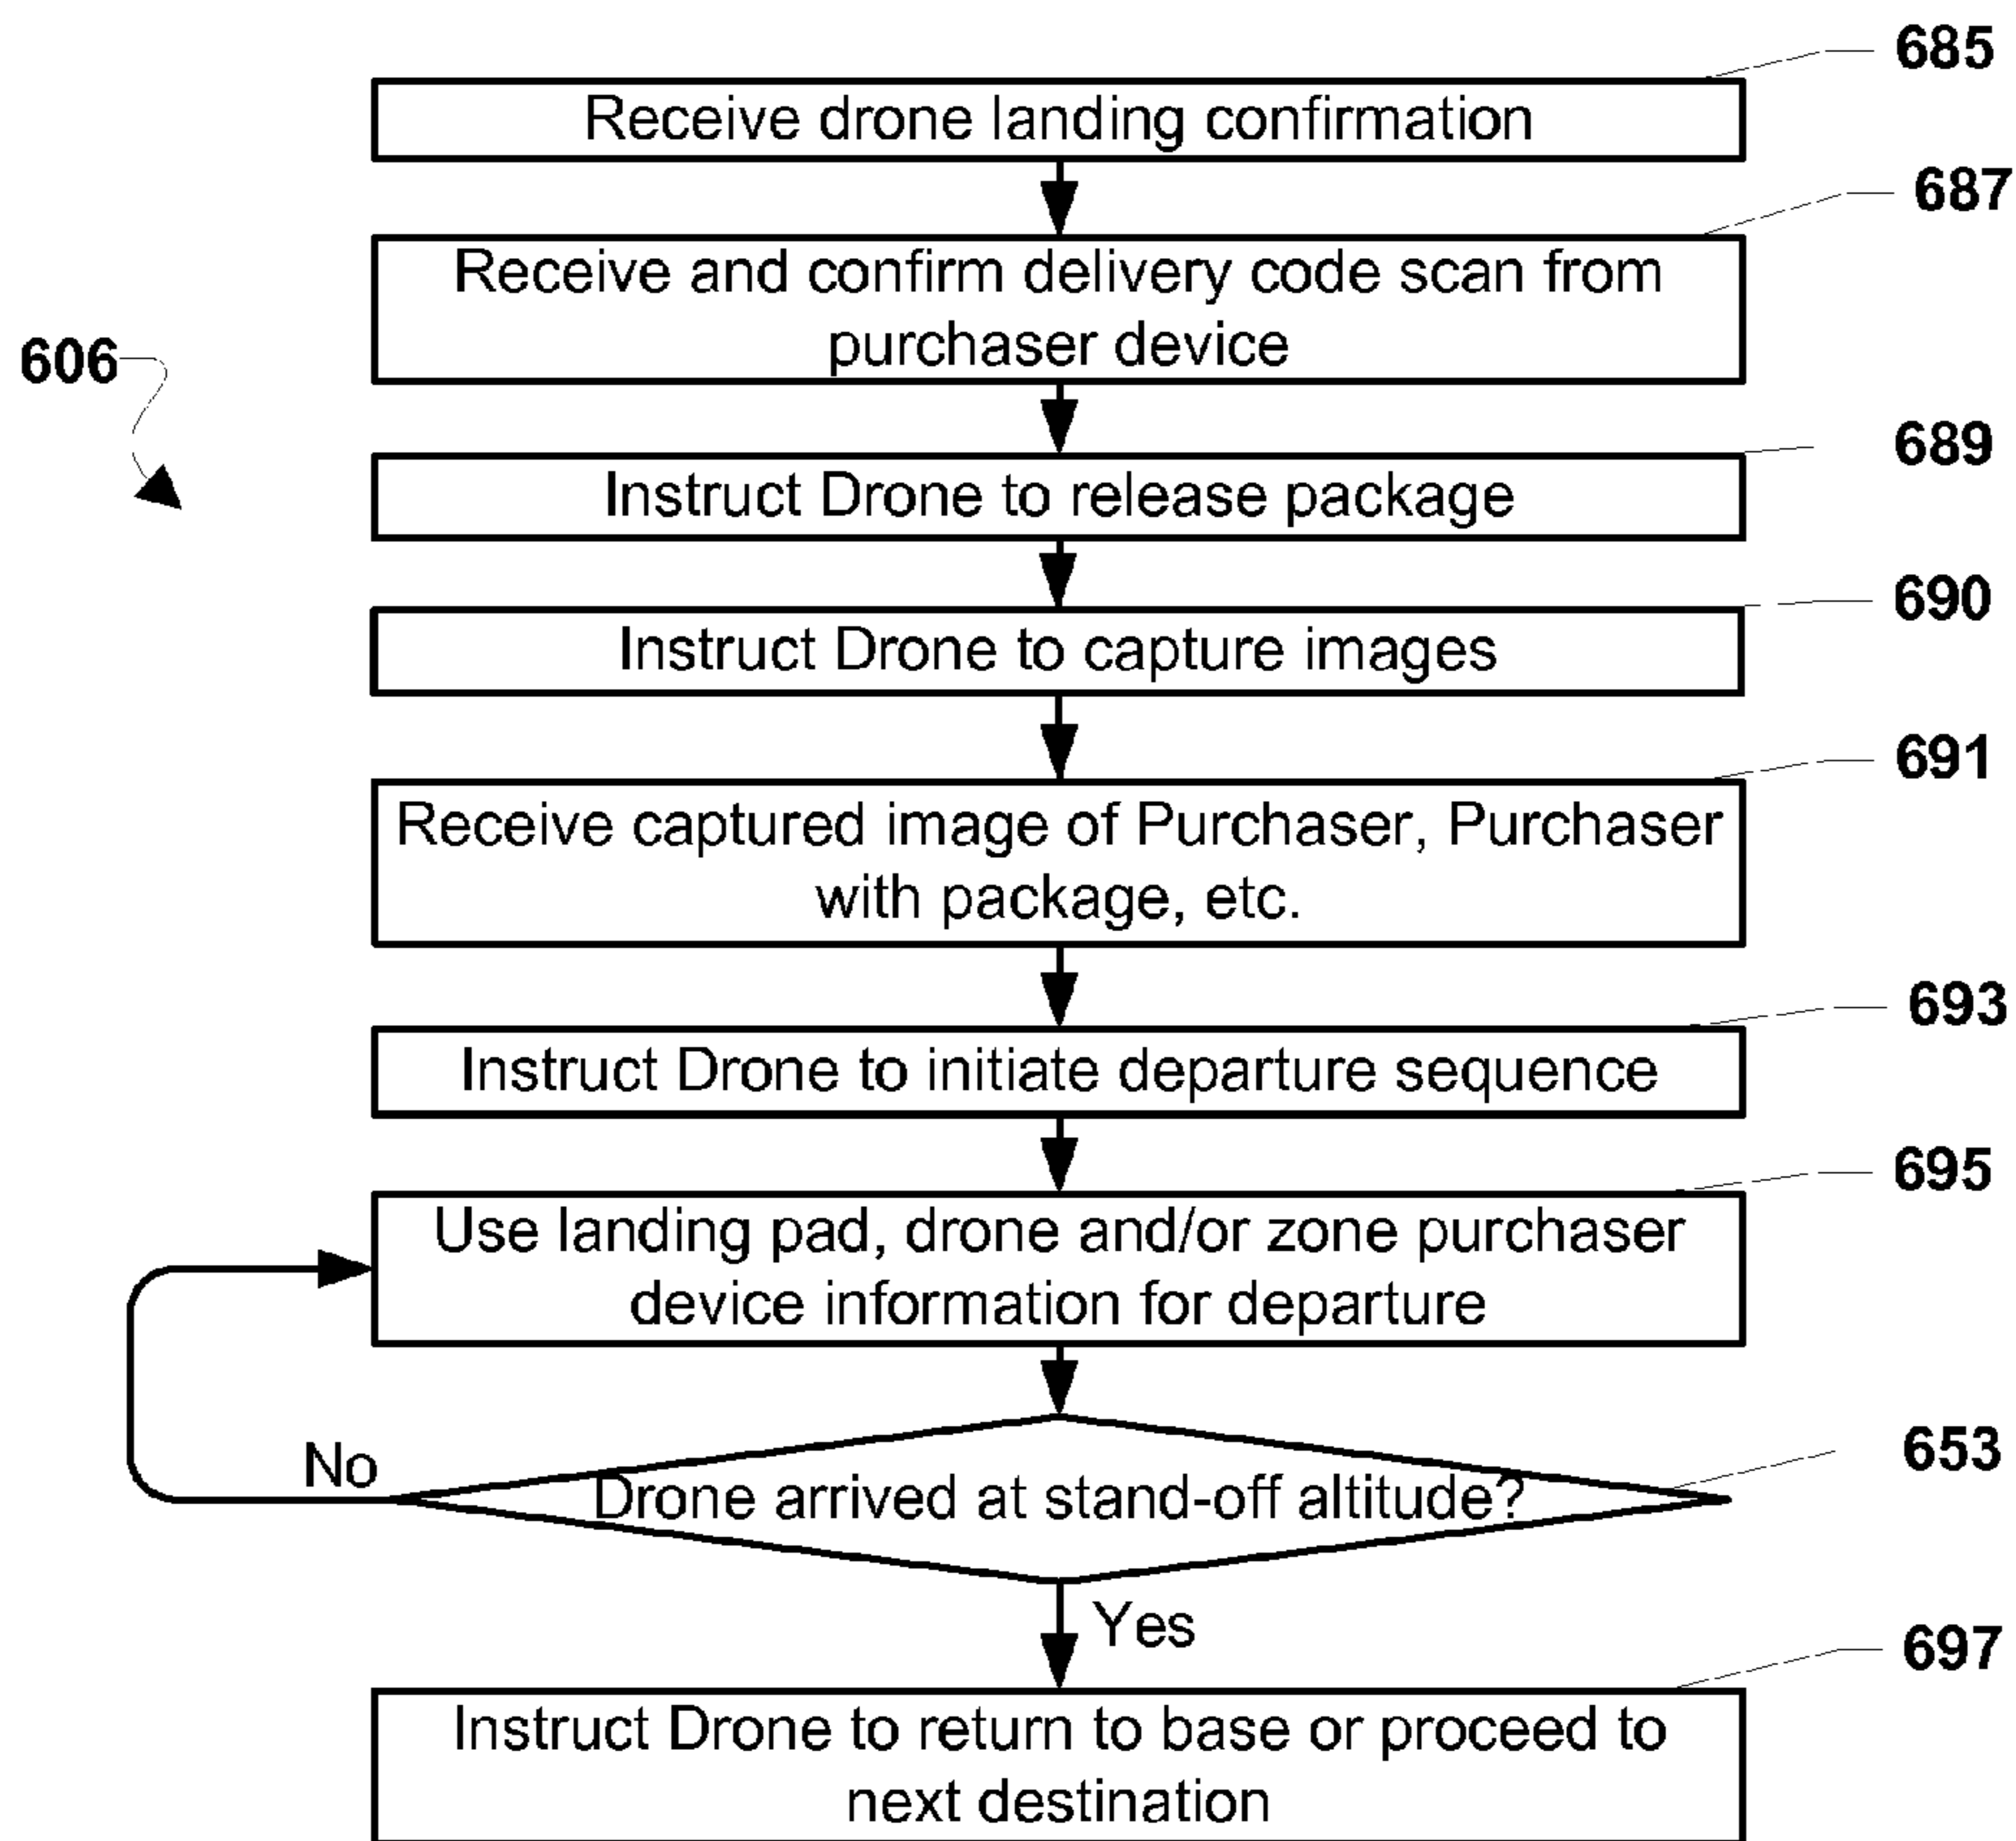 685
Receive drone landing confirmation
687
Receive and confirm delivery code scan from
purchaser device
606
689
Instruct Drone to release package
690
Instruct Drone to capture images
691
Receive captured image of Purchaser, Purchaser
with package, etc.
693
Instruct Drone to initiate departure sequence
695
Use landing pad, drone and/or zone purchaser
device information for departure
653
No
Drone arrived at stand-off altitude?
Yes
697
Instruct Drone to return to base or proceed to
next destination